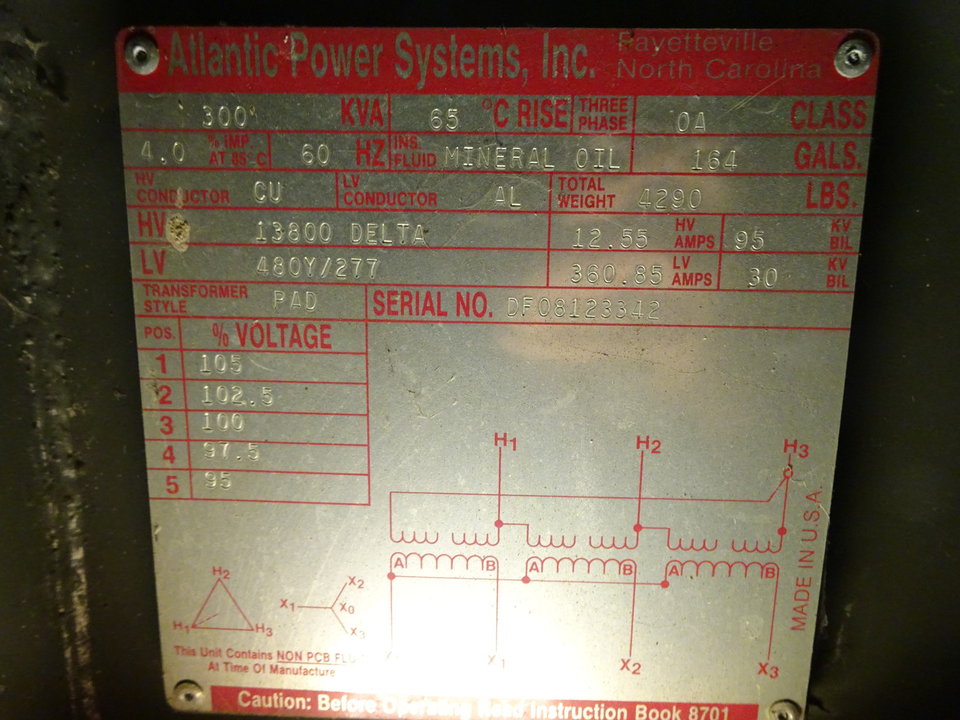 Atlantic Power Systems, Inc. Fayetteville North Carolina
300 KVA 65 °C RISE THREE PHASE OA CLASS
4.0 % IMP AT 85°C 60 HZ INS. FLUID MINERAL OIL 164 GALS.
HV CONDUCTOR CU LV CONDUCTOR AL TOTAL WEIGHT 4290 LBS.
HV 13800 DELTA 12.55 HV AMPS 95 KV BIL
LV 480Y/277 360.85 LV AMPS 30 KV BIL
TRANSFORMER STYLE PAD SERIAL NO. DF08123342
POS. % VOLTAGE
1 105
2 102.5
3 100
4 97.5
5 95
H1 H2 H3
A B A B A B
MADE IN U.S.A.
H2
H1 H3
X2
X1 X0
X3
X1 X2 X3
This Unit Contains NON PCB
At Time Of Manufacture
Caution: Before Operating Read Instruction Book 8701